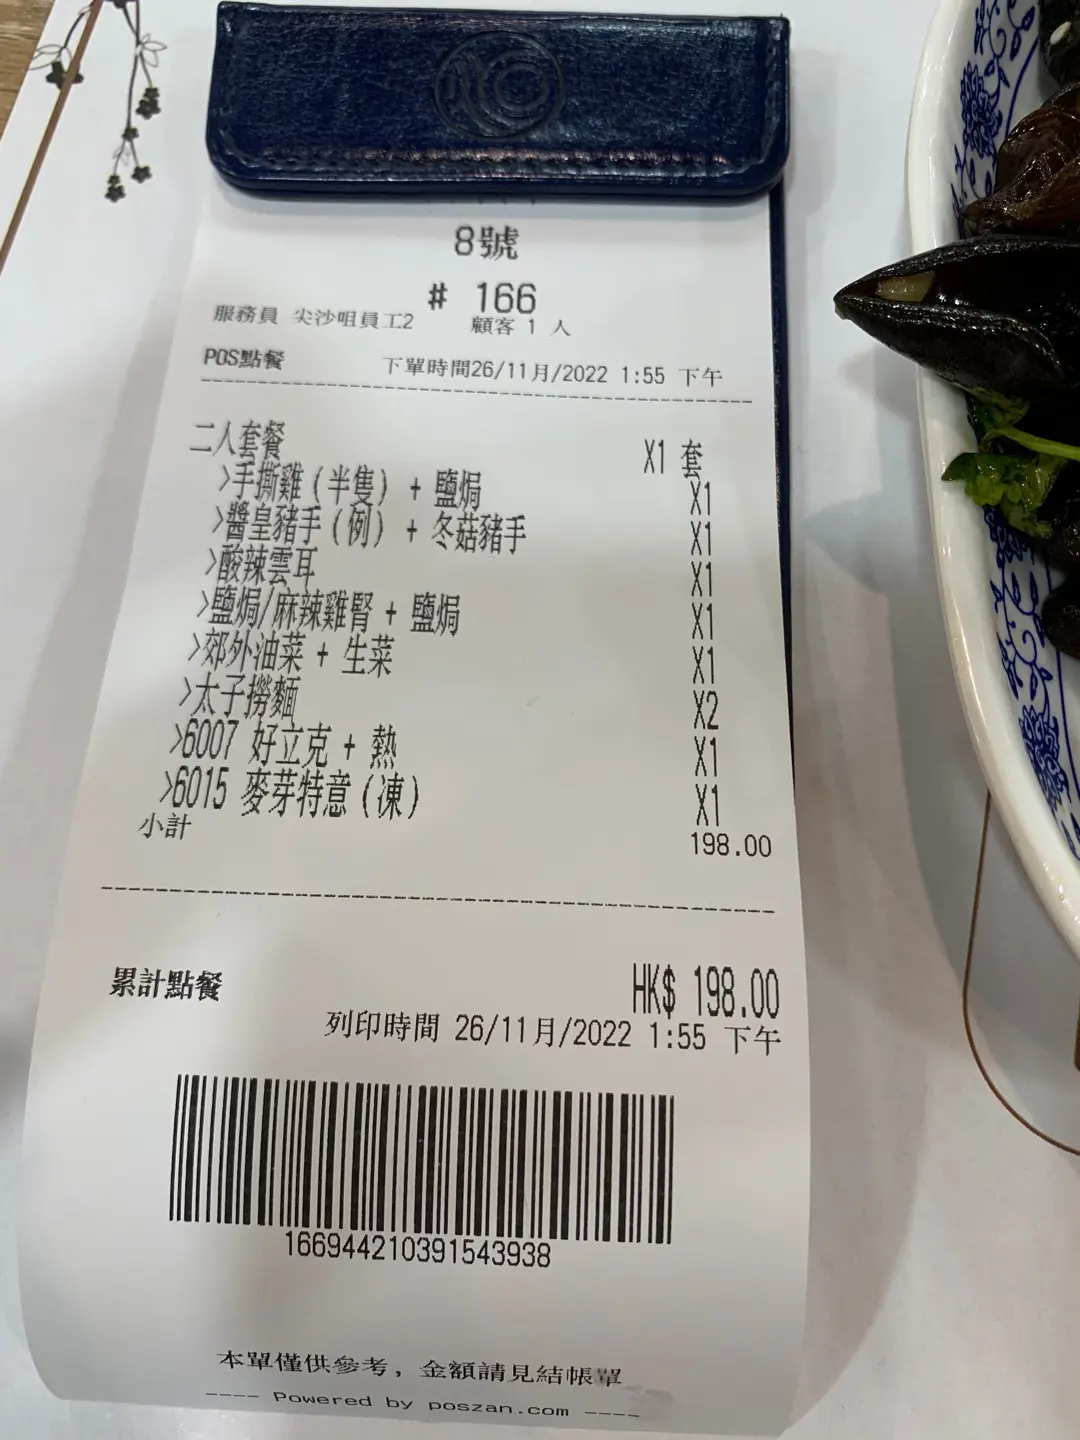 8號
# 166
服務員 尖沙咀員工2 顧客 1 人
POS點餐 下單時間26/11月/2022 1:55 下午
二人套餐 X1 套
>手撕雞(半隻) + 鹽焗 X1
>醬皇豬手(例) + 冬菇豬手 X1
>酸辣雲耳 X1
>鹽焗/麻辣雞腎 + 鹽焗 X1
>郊外油菜 + 生菜 X1
>太子撈麵 X2
>6007 好立克 + 熱 X1
>6015 麥芽特意(凍) X1
小計 198.00
累計點餐 HK$ 198.00
列印時間 26/11月/2022 1:55 下午
166944210391543938
本單僅供參考, 金額請見結帳單
---- Powered by poszan.com ----